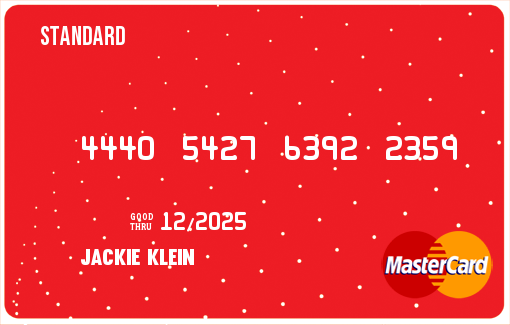 STANDARD
4440 5427 6392 2359
GOOD
THRU 12/2025
JACKIE KLEIN
MasterCard